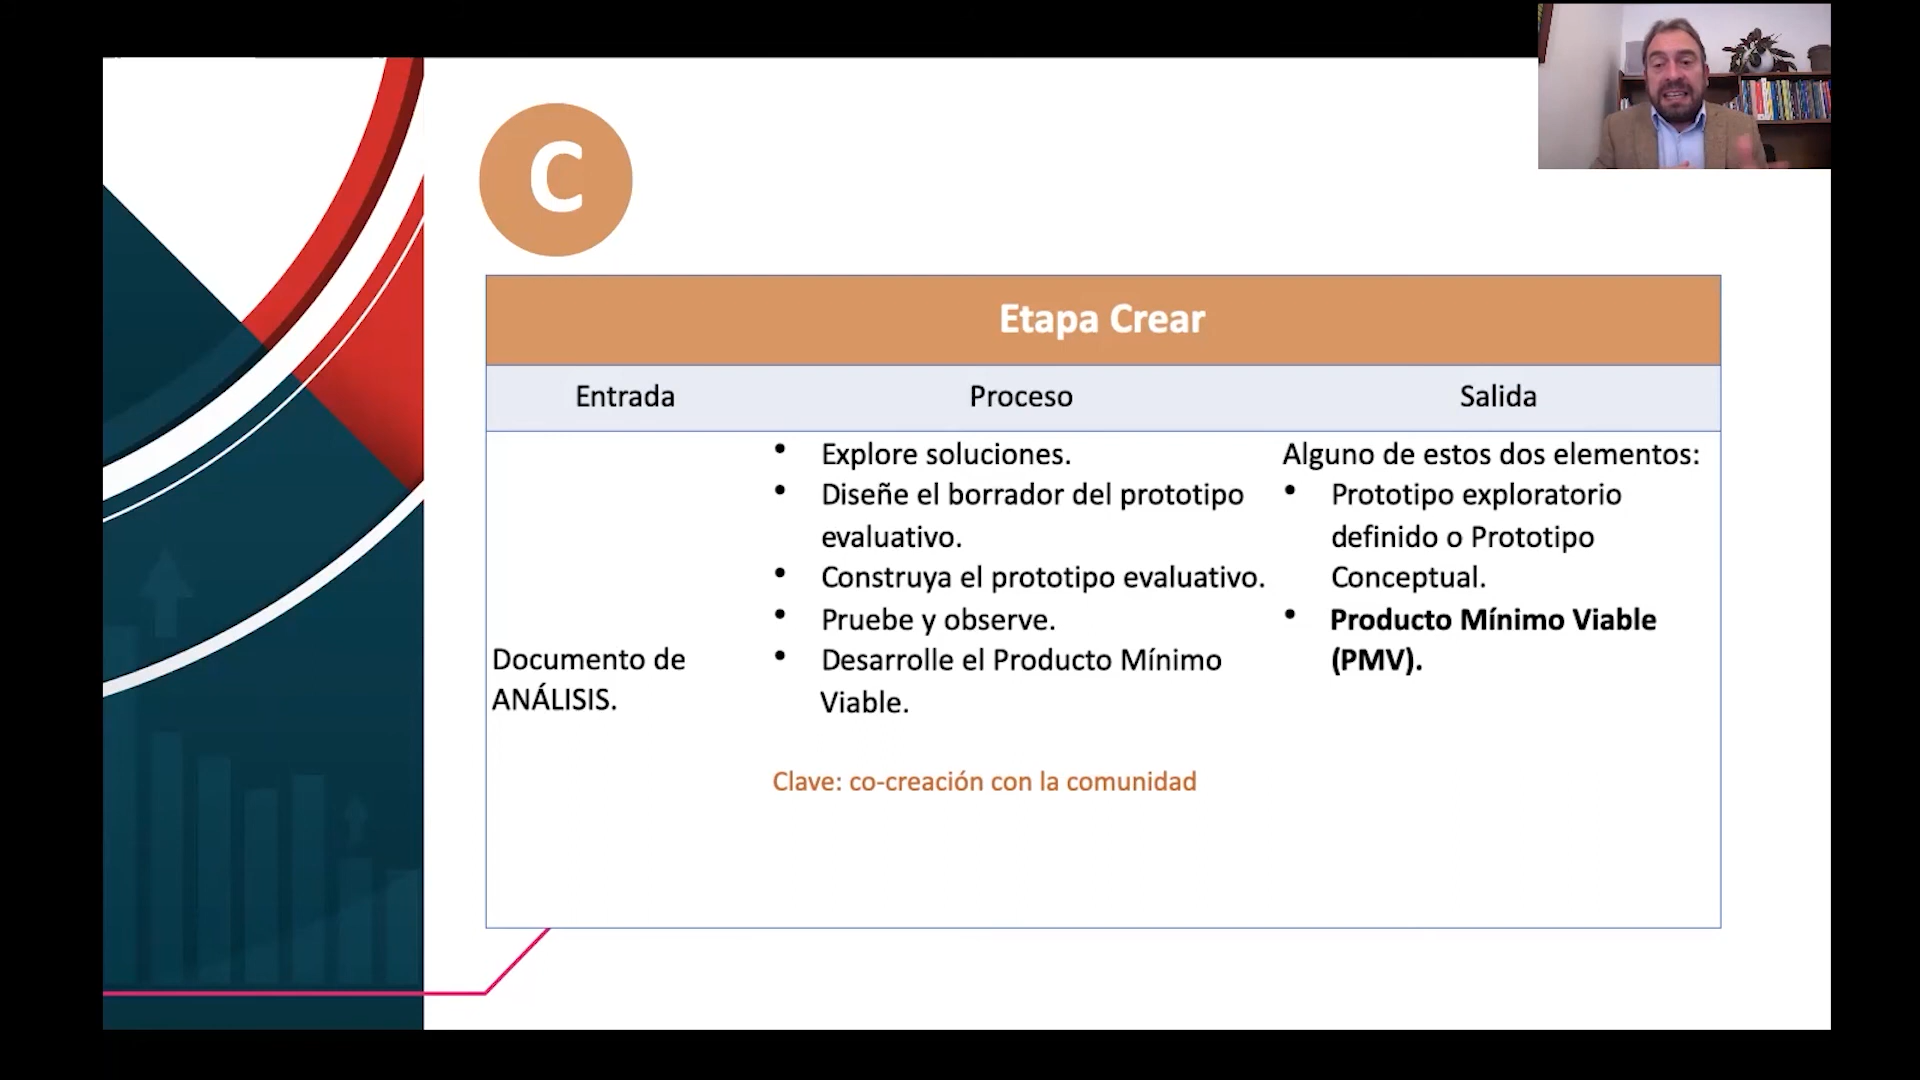 C
Etapa Crear
Entrada
Proceso
Salida
Documento de
ANÁLISIS.
• Explore soluciones.
• Diseñe el borrador del prototipo
evaluativo.
• Construya el prototipo evaluativo.
• Pruebe y observe.
• Desarrolle el Producto Mínimo
Viable.
Clave: co-creación con la comunidad
Alguno de estos dos elementos:
• Prototipo exploratorio
definido o Prototipo
Conceptual.
• Producto Mínimo Viable
(PMV).